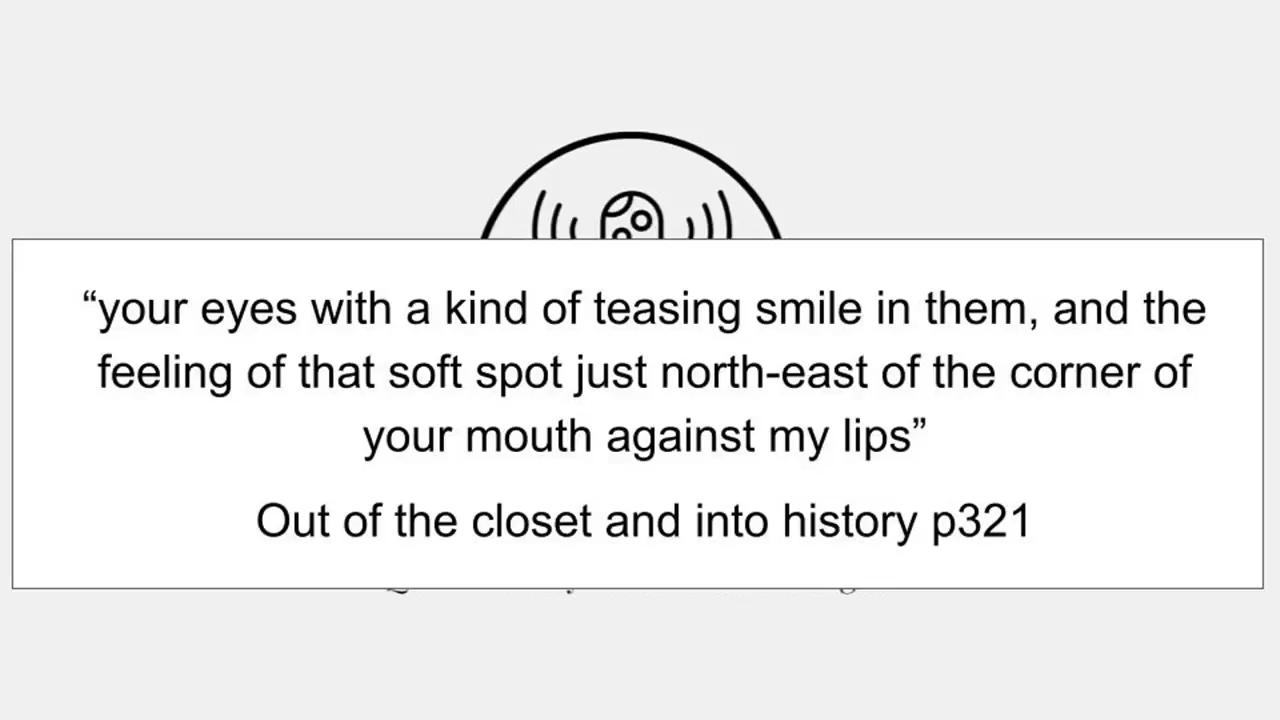 “your eyes with a kind of teasing smile in them, and the
feeling of that soft spot just north-east of the corner of
your mouth against my lips”
Out of the closet and into history p321